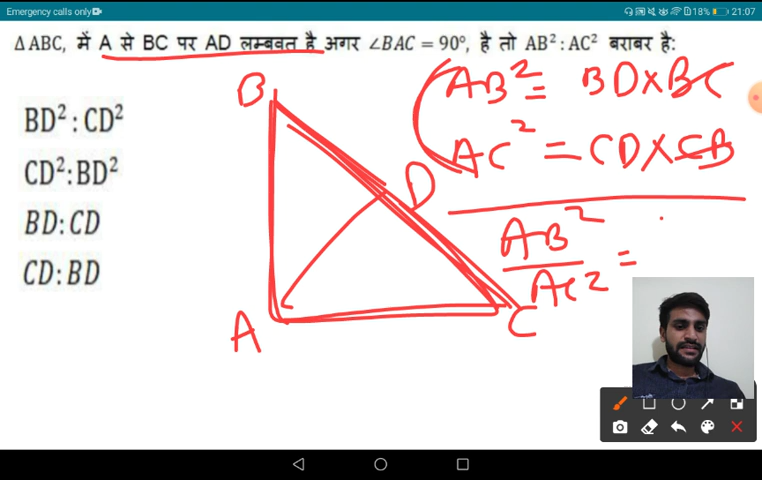 Emergency calls only 18% 21:07
Δ ABC, में A से BC पर AD लम्बवत है अगर ∠BAC = 90°, है तो AB² : AC² बराबर है:
BD² : CD²
CD²:BD²
BD: CD
CD: BD
B
D
A
C
AB² = BD×BC
AC² = CD×CB
AB²
AC² =